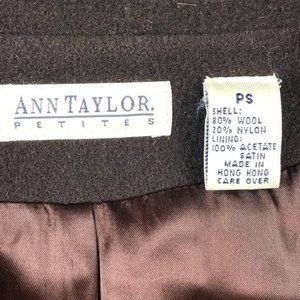 ANN TAYLOR.
PETITES
PS
SHELL:
80% WOOL
20% NYLON
LINING:
100% ACETATE
SATIN
MADE IN
HONG KONG
CARE OVER